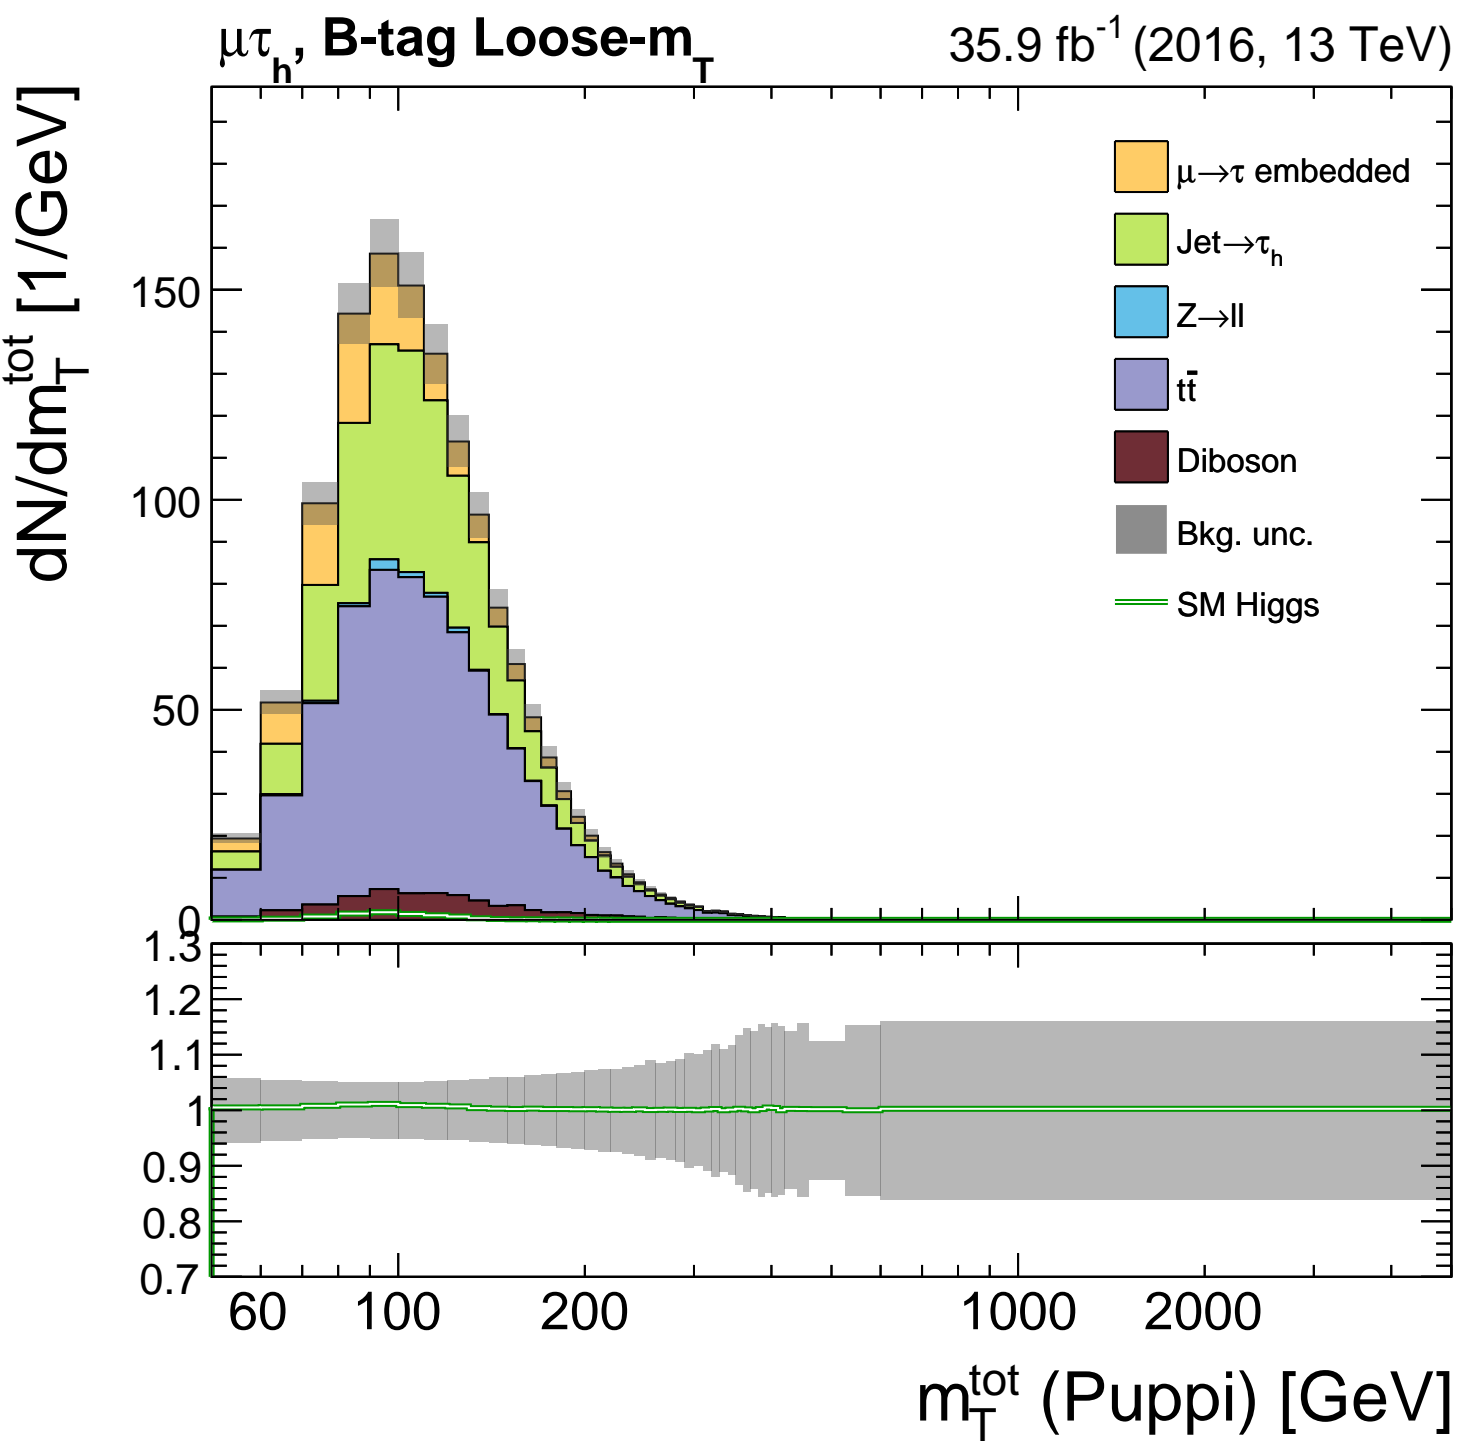 μτh, B-tag Loose-mT
35.9 fb-1 (2016, 13 TeV)
dN/dmTtot [1/GeV]
150
100
50
0
μ→τ embedded
Jet→τh
Z→ll
tt̄
Diboson
Bkg. unc.
SM Higgs
1.3
1.2
1.1
1
0.9
0.8
0.7
60 100 200 1000 2000
mTtot (Puppi) [GeV]